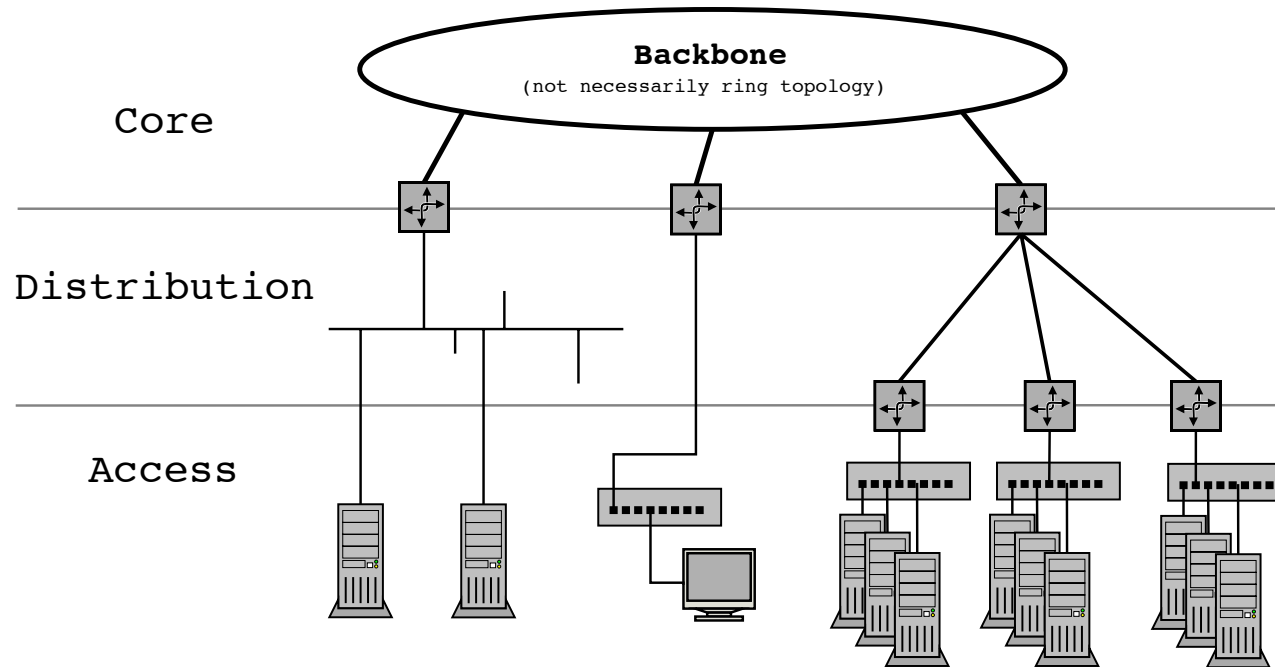 Backbone
(not necessarily ring topology)
Core
Distribution
Access